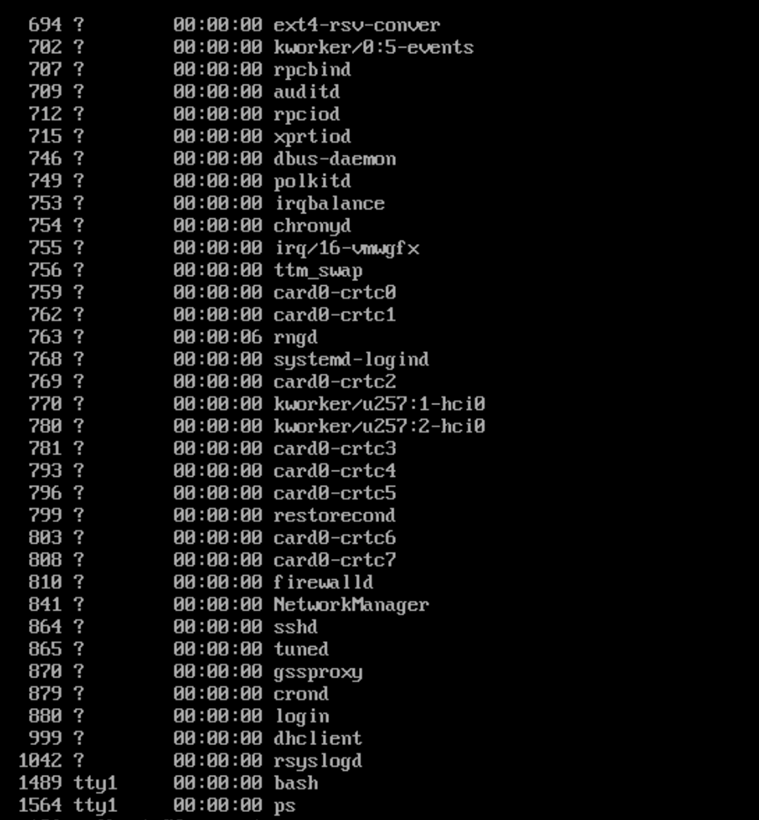 694 ? 00:00:00 ext4-rsv-conver
702 ? 00:00:00 kworker/0:5-events
707 ? 00:00:00 rpcbind
709 ? 00:00:00 auditd
712 ? 00:00:00 rpciod
715 ? 00:00:00 xprtiod
746 ? 00:00:00 dbus-daemon
749 ? 00:00:00 polkitd
753 ? 00:00:00 irqbalance
754 ? 00:00:00 chronyd
755 ? 00:00:00 irq/16-vmwgfx
756 ? 00:00:00 ttm_swap
759 ? 00:00:00 card0-crtc0
762 ? 00:00:00 card0-crtc1
763 ? 00:00:06 rngd
768 ? 00:00:00 systemd-logind
769 ? 00:00:00 card0-crtc2
770 ? 00:00:00 kworker/u257:1-hci0
780 ? 00:00:00 kworker/u257:2-hci0
781 ? 00:00:00 card0-crtc3
793 ? 00:00:00 card0-crtc4
796 ? 00:00:00 card0-crtc5
799 ? 00:00:00 restorecond
803 ? 00:00:00 card0-crtc6
808 ? 00:00:00 card0-crtc7
810 ? 00:00:00 firewalld
841 ? 00:00:00 NetworkManager
864 ? 00:00:00 sshd
865 ? 00:00:00 tuned
870 ? 00:00:00 gssproxy
879 ? 00:00:00 crond
880 ? 00:00:00 login
999 ? 00:00:00 dhclient
1042 ? 00:00:00 rsyslogd
1489 tty1 00:00:00 bash
1564 tty1 00:00:00 ps